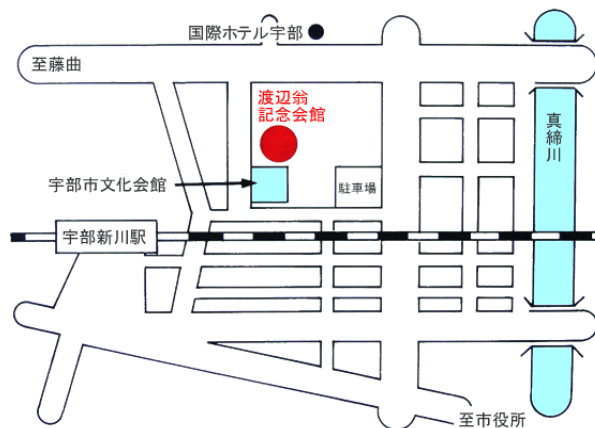 国際ホテル宇部
至藤曲
渡辺翁
記念会館
真締川
宇部市文化会館
駐車場
宇部新川駅
至市役所